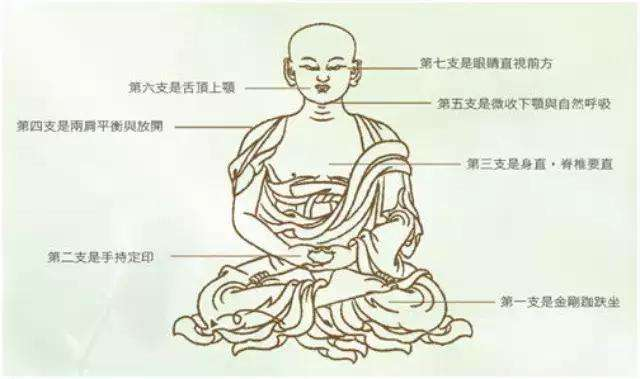 第七支是眼睛直視前方
第六支是舌頂上顎
第五支是微收下顎與自然呼吸
第四支是兩肩平衡與放開
第三支是身直，脊椎要直
第二支是手持定印
第一支是金剛跏趺坐